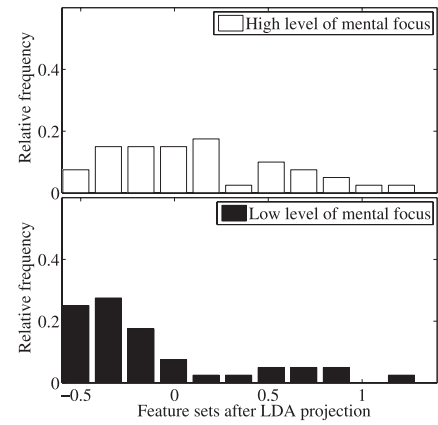 High level of mental focus
Relative frequency
0.4
0.2
0
Low level of mental focus
Relative frequency
0.4
0.2
0
−0.5 0 0.5 1
Feature sets after LDA projection